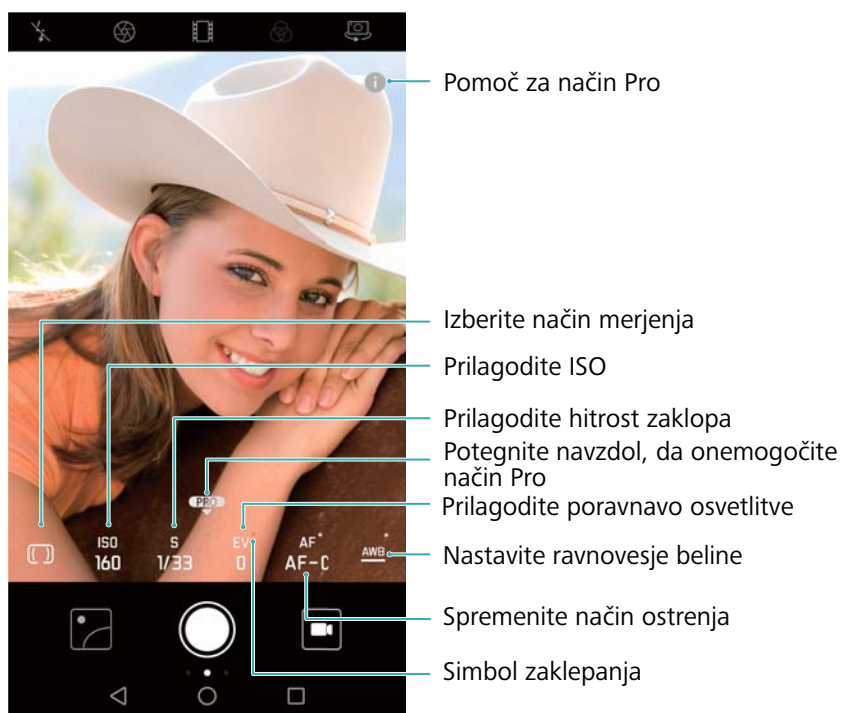 Pomoč za način Pro
Izberite način merjenja
Prilagodite ISO
Prilagodite hitrost zaklopa
Potegnite navzdol, da onemogočite
način Pro
Prilagodite poravnavo osvetlitve
Nastavite ravnovesje beline
Spremenite način ostrenja
Simbol zaklepanja
PRO
ISO
160
S
1/33
EV
0
AF
AF-C
AWB